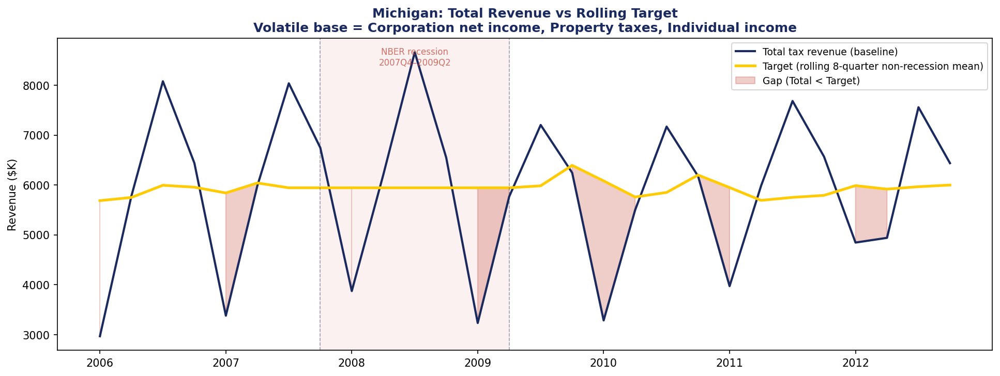 Michigan: Total Revenue vs Rolling Target
Volatile base = Corporation net income, Property taxes, Individual income
NBER recession
2007Q4–2009Q2
Total tax revenue (baseline)
Target (rolling 8-quarter non-recession mean)
Gap (Total < Target)
Revenue ($K)
8000
7000
6000
5000
4000
3000
2006
2007
2008
2009
2010
2011
2012